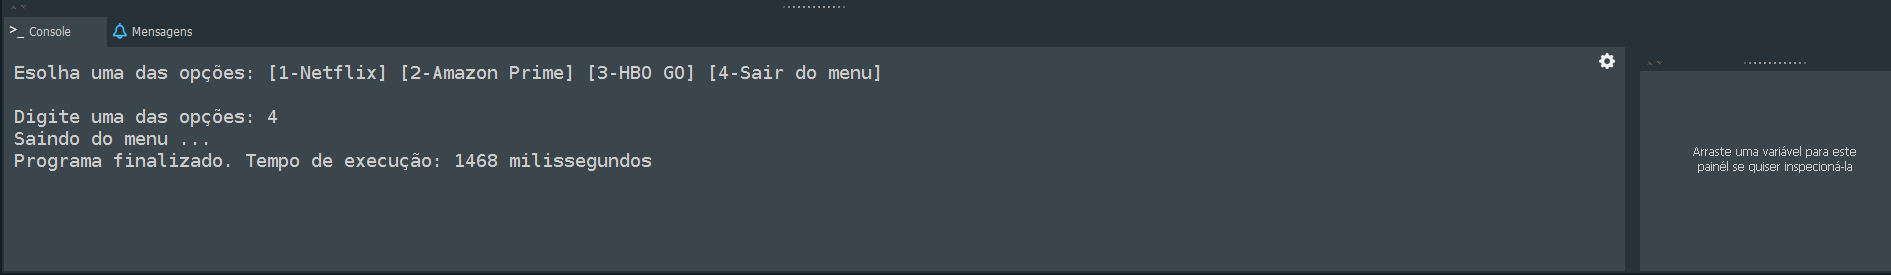 >_ Console
Mensagens
Esolha uma das opções: [1-Netflix] [2-Amazon Prime] [3-HBO GO] [4-Sair do menu]
Digite uma das opções: 4
Saindo do menu ...
Programa finalizado. Tempo de execução: 1468 milissegundos
Arraste uma variável para este
painél se quiser inspecioná-la